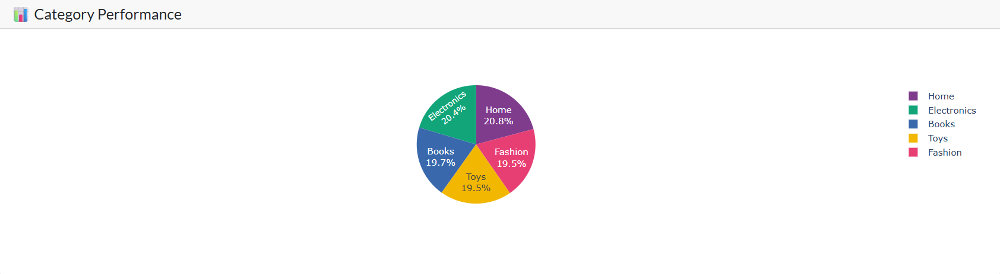 Category Performance
Electronics
20.4%
Home
20.8%
Books
19.7%
Fashion
19.5%
Toys
19.5%
Home
Electronics
Books
Toys
Fashion